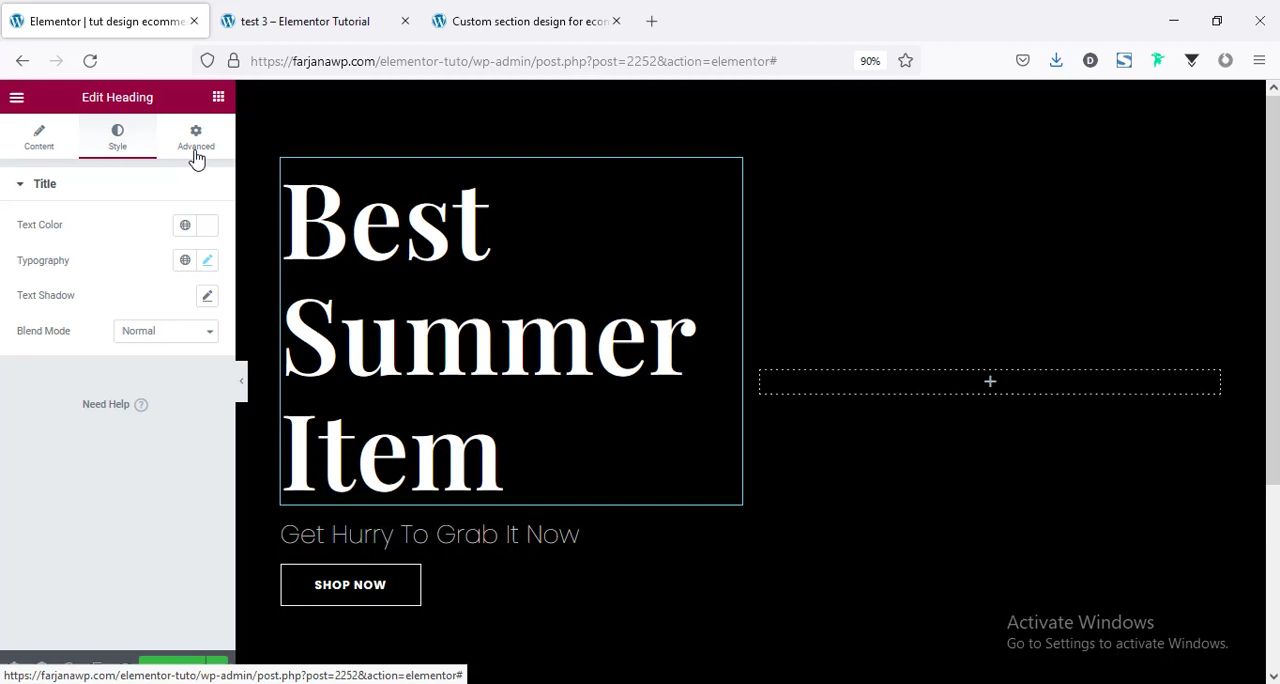 Elementor | tut design ecomme
test 3 – Elementor Tutorial
Custom section design for econ
https://farjanawp.com/elementor-tuto/wp-admin/post.php?post=2252&action=elementor#
90%
Edit Heading
Content
Style
Advanced
Title
Text Color
Typography
Text Shadow
Blend Mode
Normal
Need Help
Best
Summer
Item
Get Hurry To Grab It Now
SHOP NOW
Activate Windows
Go to Settings to activate Windows.
https://farjanawp.com/elementor-tuto/wp-admin/post.php?post=2252&action=elementor#